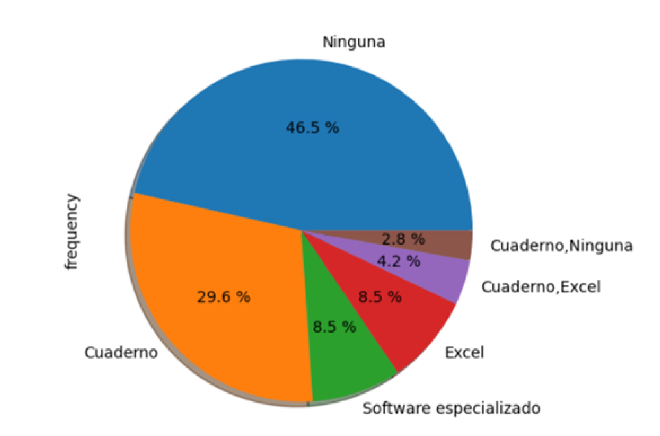 Ninguna
46.5 %
frequency
2.8 %
Cuaderno,Ninguna
4.2 %
Cuaderno,Excel
29.6 %
8.5 %
8.5 %
Cuaderno
Excel
Software especializado